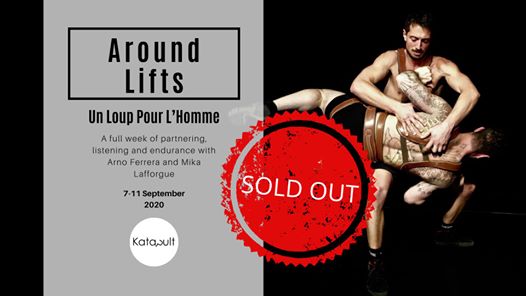 Around
Lifts
Un Loup Pour L'Homme
A full week of partnering,
listening and endurance with
Arno Ferrera and Mika
Lafforgue
7-11 September
2020
Katapult
SOLD OUT